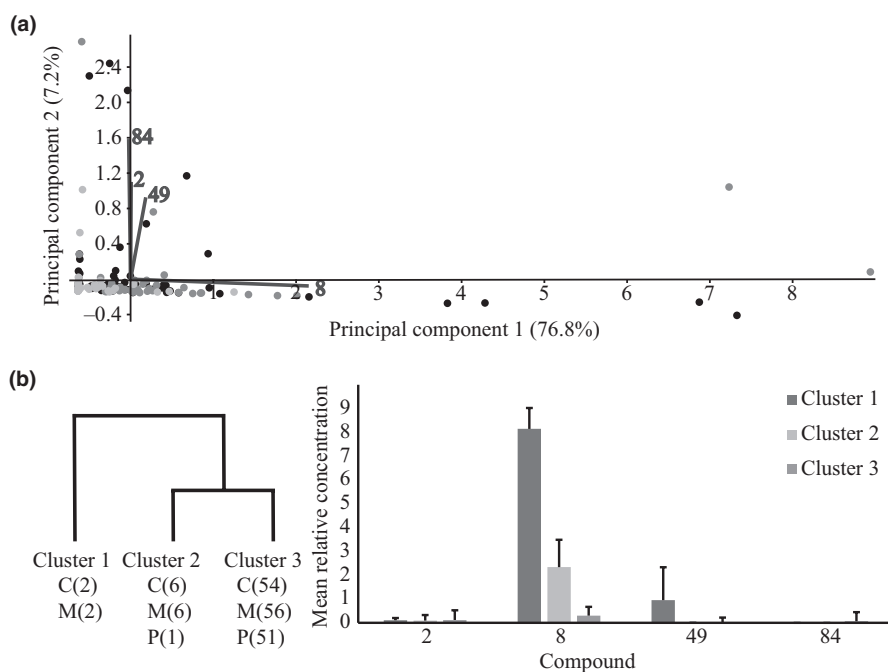 (a)
Principal component 2 (7.2%)
2.4
2.0
1.6
1.2
0.8
0.4
–0.4
84
2
49
8
1 2 3 4 5 6 7 8
Principal component 1 (76.8%)
(b)
Cluster 1 Cluster 2 Cluster 3
C(2) C(6) C(54)
M(2) M(6) M(56)
P(1) P(51)
Mean relative concentration
9
8
7
6
5
4
3
2
1
0
2 8 49 84
Compound
Cluster 1
Cluster 2
Cluster 3